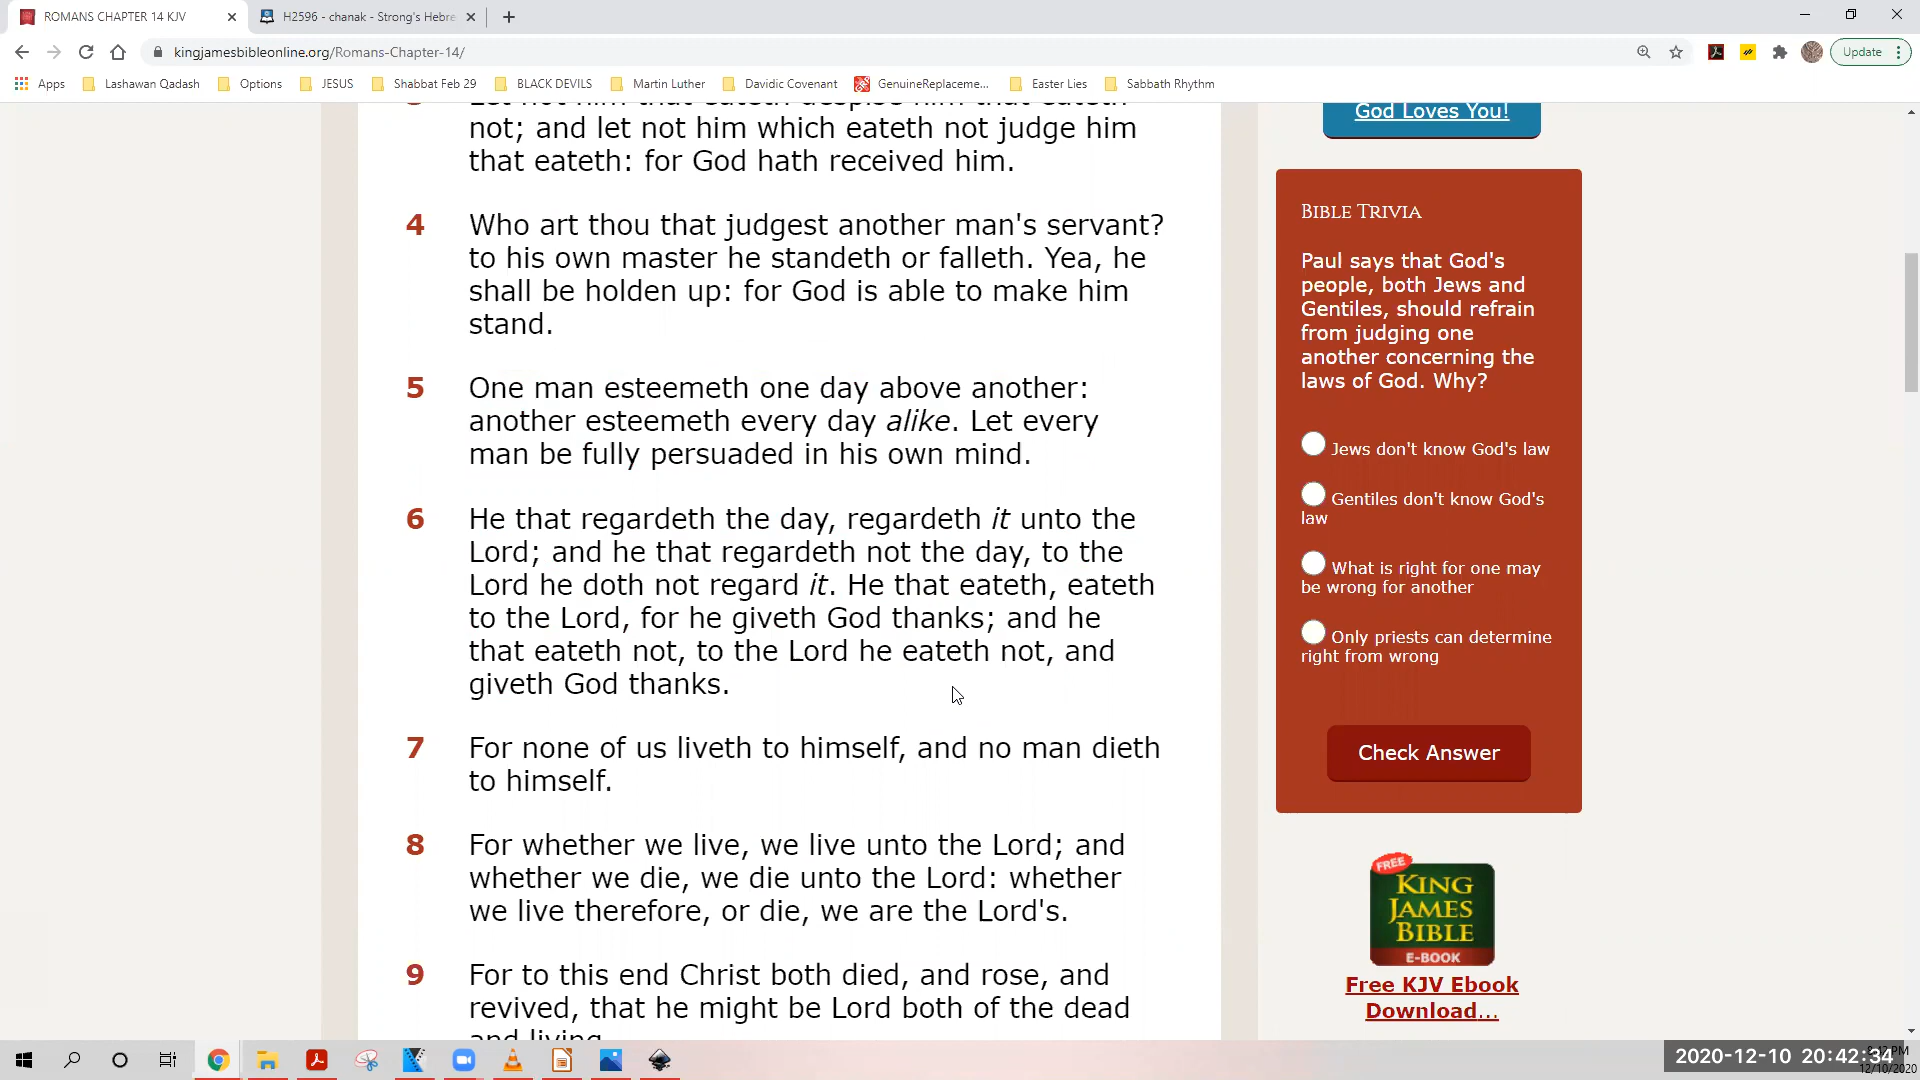 ROMANS CHAPTER 14 KJV
H2596 - chanak - Strong's Hebre
kingjamesbibleonline.org/Romans-Chapter-14/
Update
Apps
Lashawan Qadash
Options
JESUS
Shabbat Feb 29
BLACK DEVILS
Martin Luther
Davidic Covenant
GenuineReplaceme...
Easter Lies
Sabbath Rhythm
Let not him that eateth despise him that eateth
not; and let not him which eateth not judge him
that eateth: for God hath received him.
4 Who art thou that judgest another man's servant?
to his own master he standeth or falleth. Yea, he
shall be holden up: for God is able to make him
stand.
5 One man esteemeth one day above another:
another esteemeth every day alike. Let every
man be fully persuaded in his own mind.
6 He that regardeth the day, regardeth it unto the
Lord; and he that regardeth not the day, to the
Lord he doth not regard it. He that eateth, eateth
to the Lord, for he giveth God thanks; and he
that eateth not, to the Lord he eateth not, and
giveth God thanks.
7 For none of us liveth to himself, and no man dieth
to himself.
8 For whether we live, we live unto the Lord; and
whether we die, we die unto the Lord: whether
we live therefore, or die, we are the Lord's.
9 For to this end Christ both died, and rose, and
revived, that he might be Lord both of the dead
and living.
God Loves You!
BIBLE TRIVIA
Paul says that God's
people, both Jews and
Gentiles, should refrain
from judging one
another concerning the
laws of God. Why?
Jews don't know God's law
Gentiles don't know God's
law
What is right for one may
be wrong for another
Only priests can determine
right from wrong
Check Answer
FREE
KING
JAMES
BIBLE
E-BOOK
Free KJV Ebook
Download...
2020-12-10 20:42:34
12/10/2020